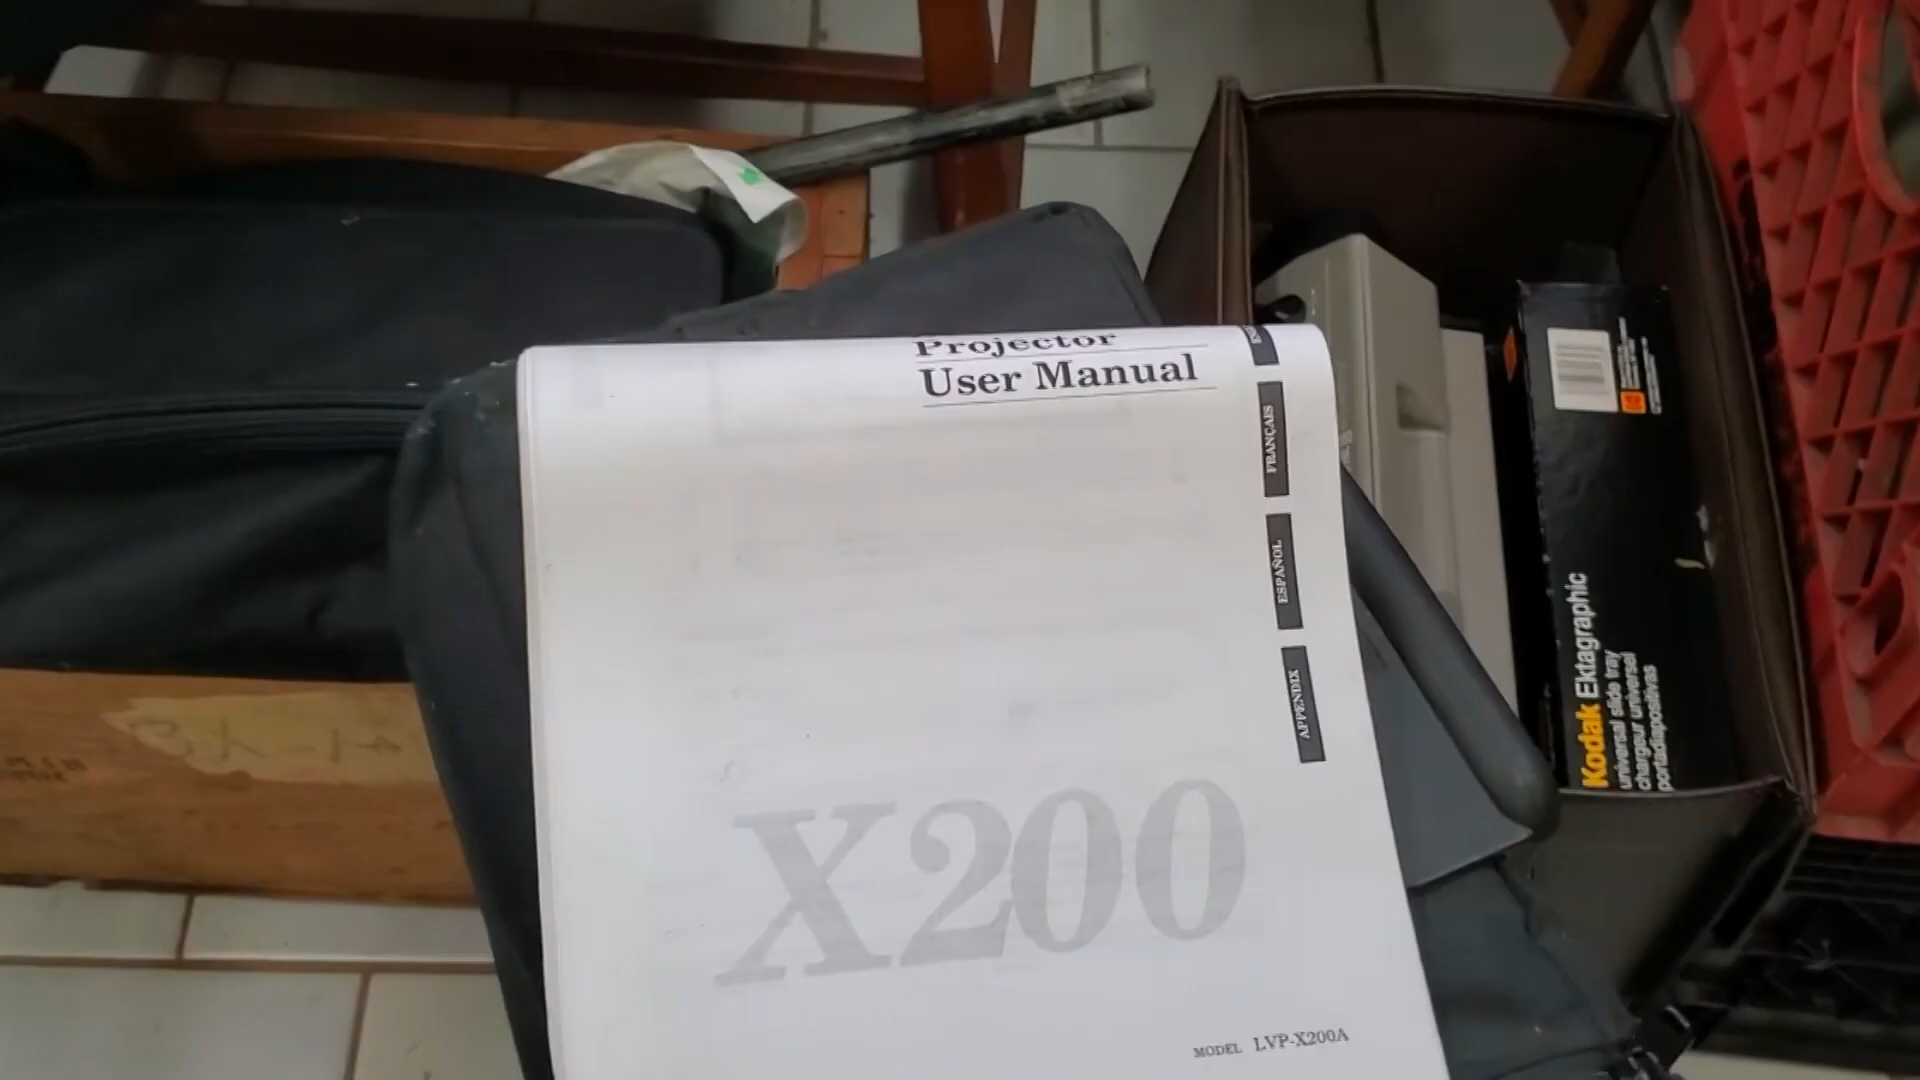 Projector
User Manual
FRANÇAIS
ESPAÑOL
APPENDIX
X200
MODEL LVP-X200A
Kodak Ektagraphic
universal slide tray
chargeur universel
portadiapositivas